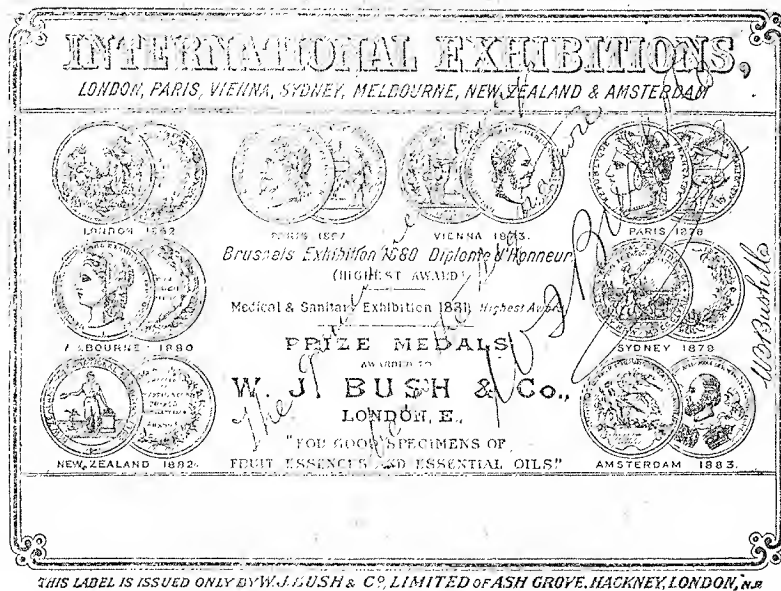 INTERNATIONAL EXHIBITIONS,
LONDON, PARIS, VIENNA, SYDNEY, MELBOURNE, NEW ZEALAND & AMSTERDAM
LONDON 1862
PARIS 1867
VIENNA 1873.
PARIS 1878
Brussels Exhibition 1880 Diplome d'Honneur
(HIGHEST AWARD)
Medical & Sanitary Exhibition 1881, Highest Award
MELBOURNE 1880
SYDNEY 1879
PRIZE MEDALS
AWARDED TO
W. J. BUSH & Co.,
LONDON, E.,
"FOR GOOD SPECIMENS OF
FRUIT ESSENCES AND ESSENTIAL OILS"
NEW ZEALAND 1882.
AMSTERDAM 1883.
The
W J Bush & Co
THIS LABEL IS ISSUED ONLY BY W. J. BUSH & Co, LIMITED OF ASH GROVE, HACKNEY, LONDON, N.E.